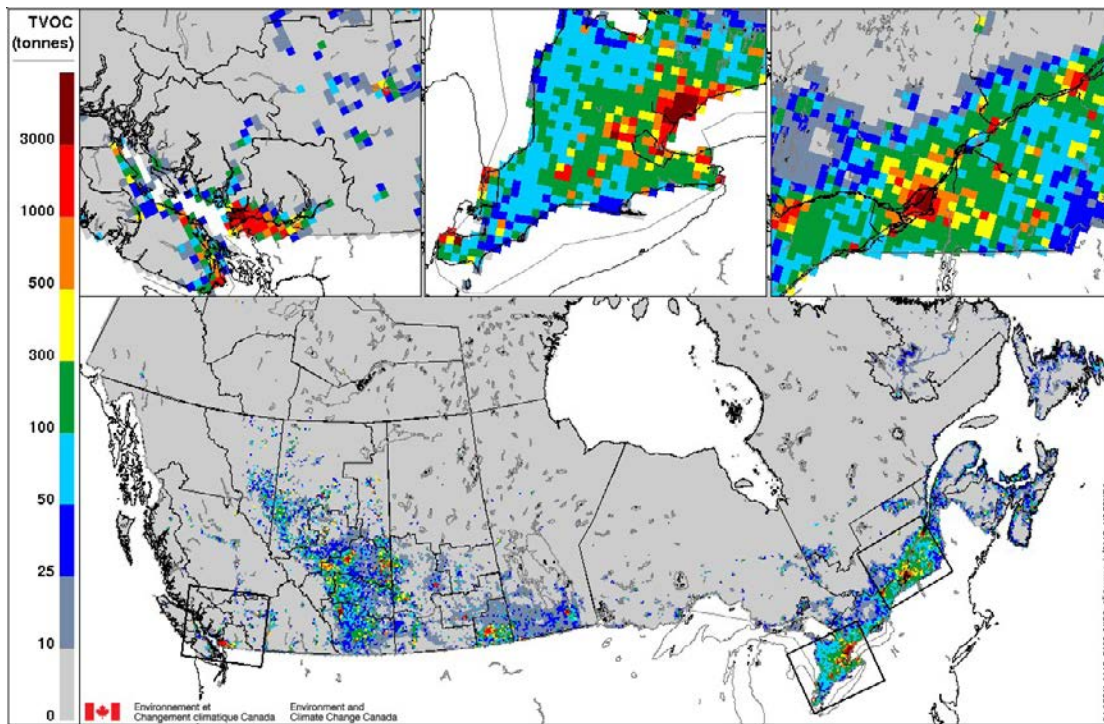 TVOC
(tonnes)
3000
1000
500
300
100
50
25
10
0
Environnement et
Changement climatique Canada
Environment and
Climate Change Canada